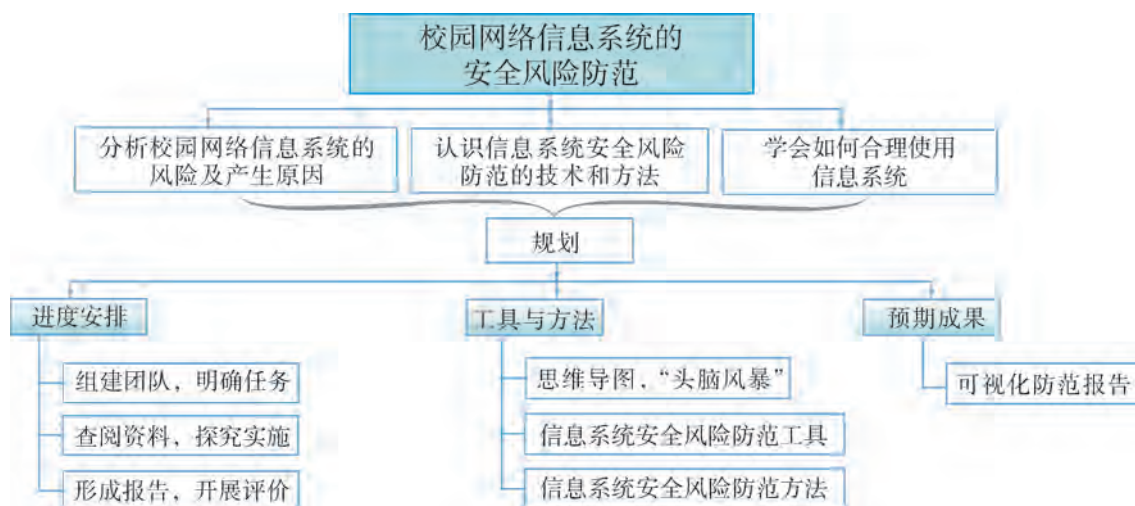 校园网络信息系统的
安全风险防范
分析校园网络信息系统的
风险及产生原因
认识信息系统安全风险
防范的技术和方法
学会如何合理使用
信息系统
规划
进度安排
组建团队，明确任务
查阅资料，探究实施
形成报告，开展评价
工具与方法
思维导图，“头脑风暴”
信息系统安全风险防范工具
信息系统安全风险防范方法
预期成果
可视化防范报告